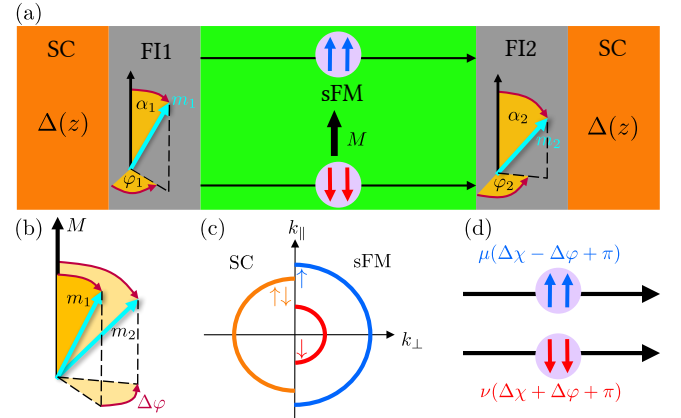 (a)
SC FI1 FI2 SC
α₁ m₁ sFM α₂ m₂
Δ(z) M Δ(z)
φ₁ φ₂
(b) M (c) k∥ (d)
SC sFM μ(Δχ − Δφ + π)
↑↓ ↑
m₁
m₂ ↓ k⊥
Δφ ν(Δχ + Δφ + π)